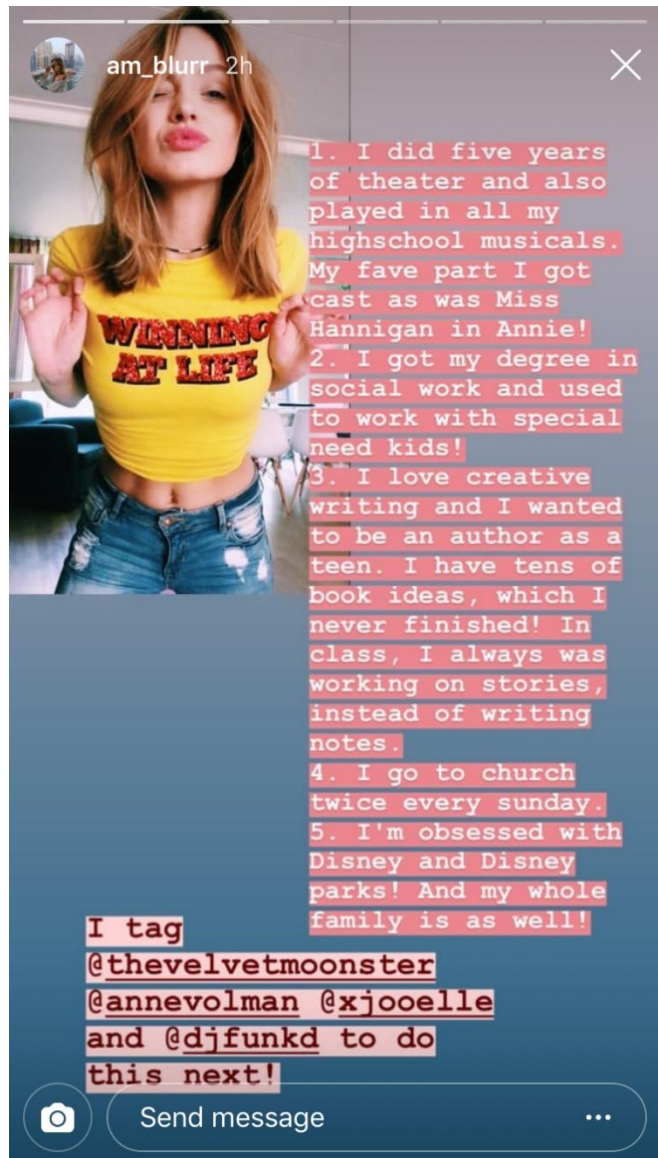 am_blurr 2h
WINNING
AT LIFE
1. I did five years
of theater and also
played in all my
highschool musicals.
My fave part I got
cast as was Miss
Hannigan in Annie!
2. I got my degree in
social work and used
to work with special
need kids!
3. I love creative
writing and I wanted
to be an author as a
teen. I have tens of
book ideas, which I
never finished! In
class, I always was
working on stories,
instead of writing
notes.
4. I go to church
twice every sunday.
5. I'm obsessed with
Disney and Disney
parks! And my whole
family is as well!
I tag
@thevelvetmoonster
@annevolman @xjooelle
and @djfunkd to do
this next!
Send message